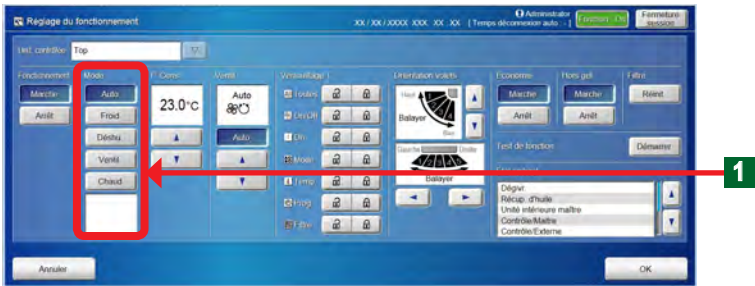 Réglage du fonctionnement
XX / XX / XXXX XXX XX : XX [Temps déconnexion auto : - ]
Administrator
Fonction : On
Fermeture session
Unit. contrôlée
Top
Fonctionnement
Mode
T° Cons.
Ventil.
Verrouillage
Orientation volets
Economie
Hors gel
Filtre
Marche
Arrêt
Auto
Froid
Déshu
Ventil
Chaud
23.0°C
Auto
Auto
Toutes
On/Off
On
Mode
Temp
Prog
Filtre
Haut
Balayer
Bas
Gauche
Droite
Balayer
Marche
Arrêt
Marche
Arrêt
Réinit.
Test de fonction
Démarrer
Dégivr
Récup. d'huile
Unité intérieure maître
Contrôle/Maître
Contrôle/Externe
Annuler
OK
1